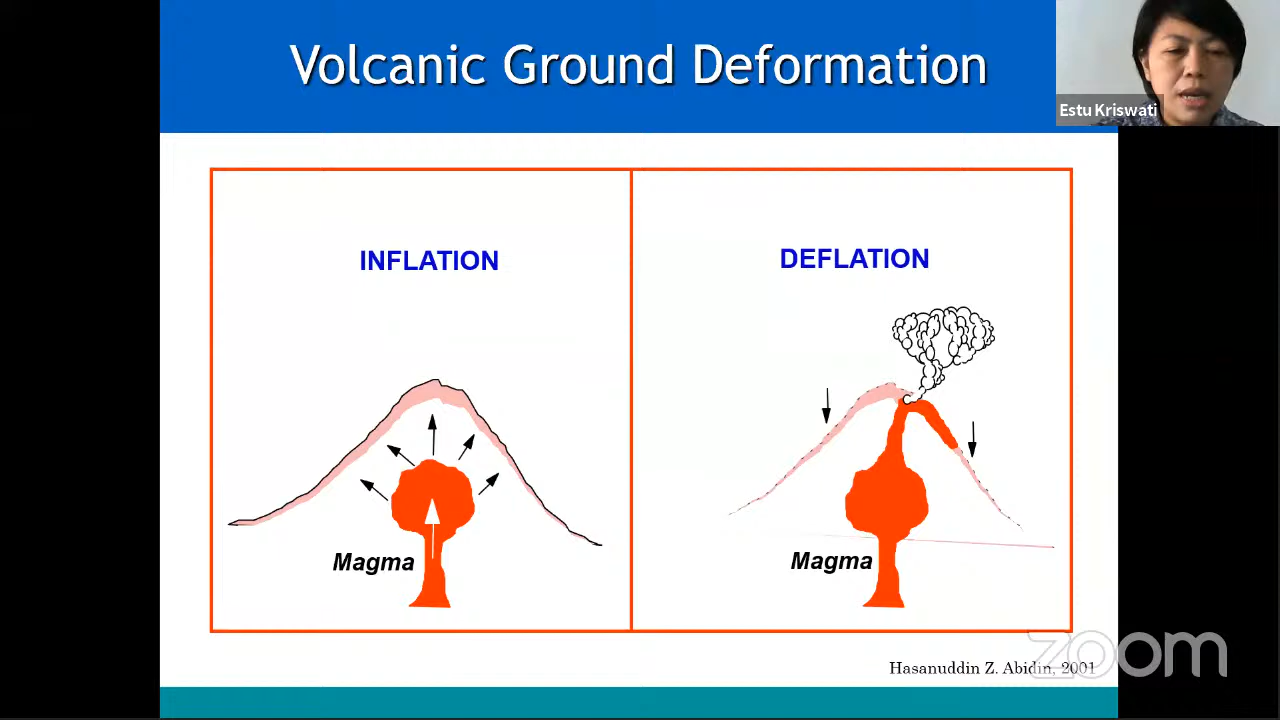 Volcanic Ground Deformation
Estu Kriswati
INFLATION
DEFLATION
Magma
Magma
Hasanuddin Z. Abidin, 2001
zoom